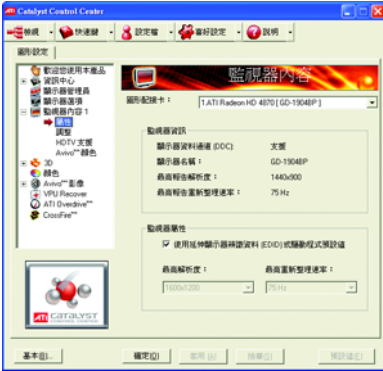 Catalyst Control Center
檢視
快速鍵
設定檔
喜好設定
說明
圖形設定
歡迎您使用本產品
資訊中心
顯示器管理員
顯示器選項
監視器內容 1
屬性
調整
HDTV 支援
Avivo™ 顏色
3D
顏色
Avivo™ 影像
VPU Recover
ATI Overdrive™
CrossFire™
ATI CATALYST
CONTROL CENTER
監視器內容
圖形配接卡：
1.ATI Radeon HD 4870 [ GD-1904BP ]
監視器資訊
顯示器資料通道 (DDC): 支援
顯示器名稱： GD-1904BP
最高報告解析度： 1440x900
最高報告重新整理速率： 75 Hz
監視器屬性
使用延伸顯示器辨識資料 (EDID) 或驅動程式預設值
最高解析度： 最高重新整理速率：
1600x1200 75 Hz
基本(B)... 確定(O) 套用(A) 捨棄(S) 預設值(E)